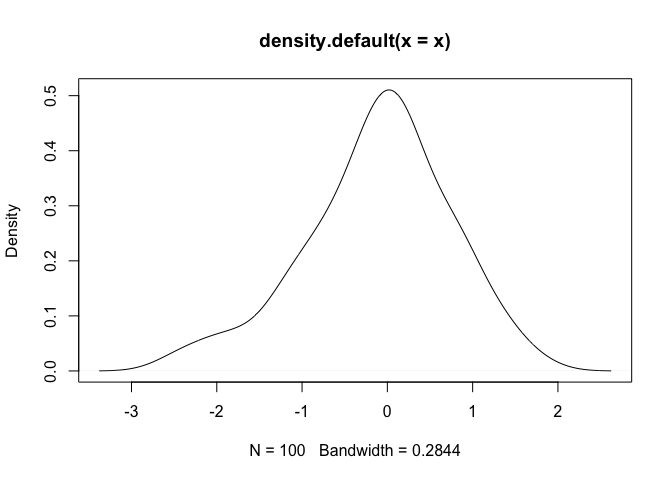 density.default(x = x)
Density
0.5
0.4
0.3
0.2
0.1
0.0
-3 -2 -1 0 1 2
N = 100 Bandwidth = 0.2844